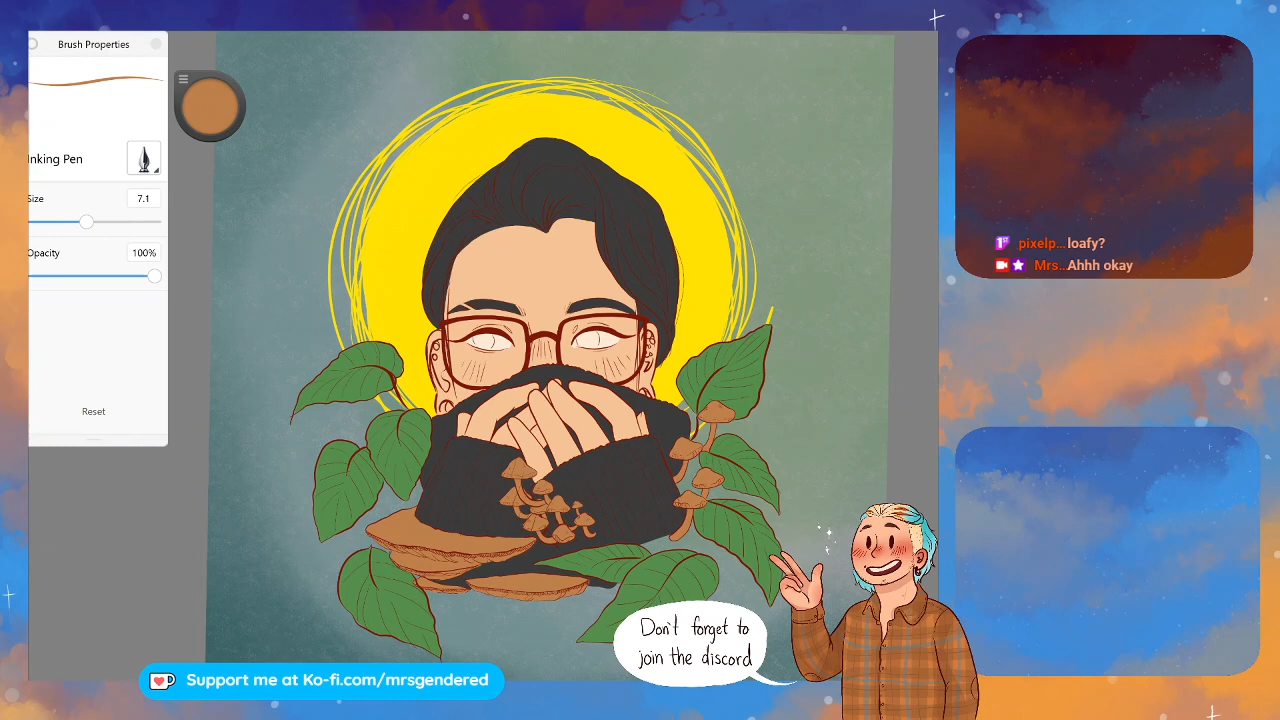 Brush Properties
nking Pen
Size
7.1
Opacity
100%
Reset
pixelp... loafy?
Mrs... Ahhh okay
Don't forget to
join the discord
Support me at Ko-fi.com/mrsgendered